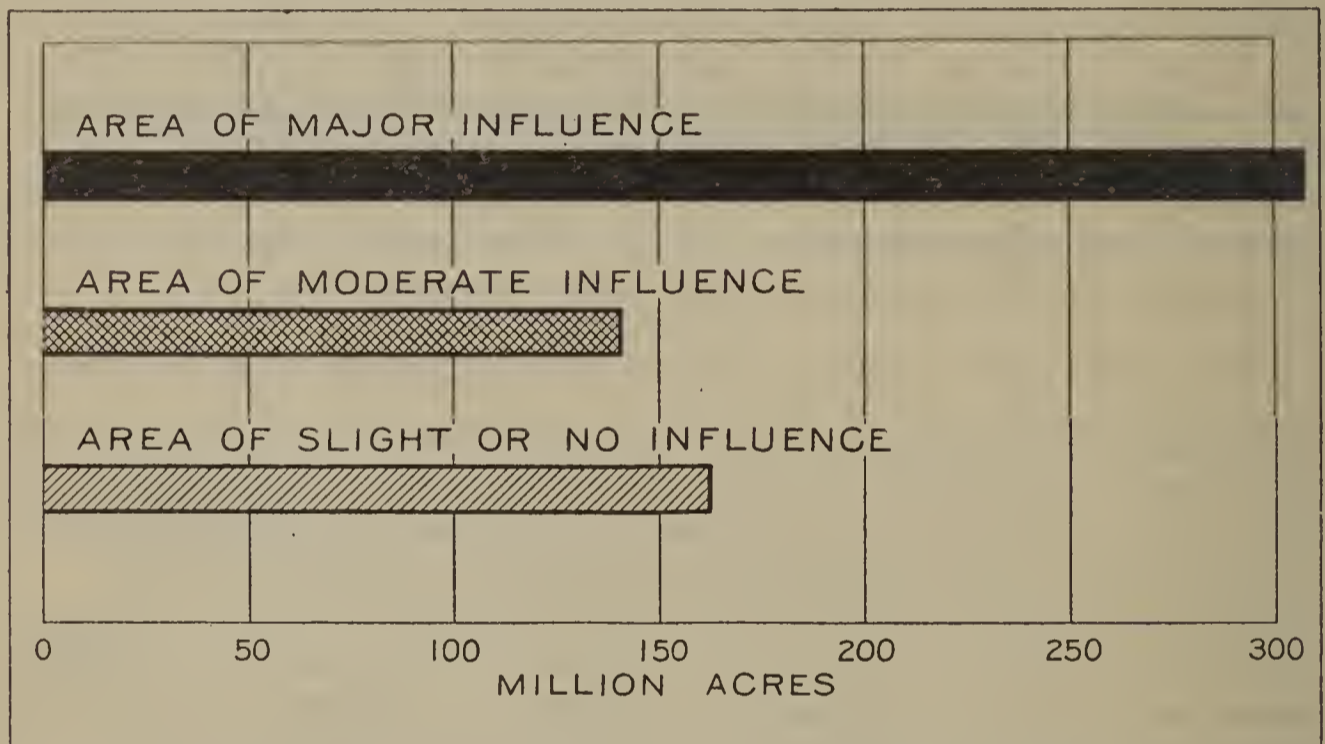 AREA OF MAJOR INFLUENCE
AREA OF MODERATE INFLUENCE
AREA OF SLIGHT OR NO INFLUENCE
0 50 100 150 200 250 300
MILLION ACRES